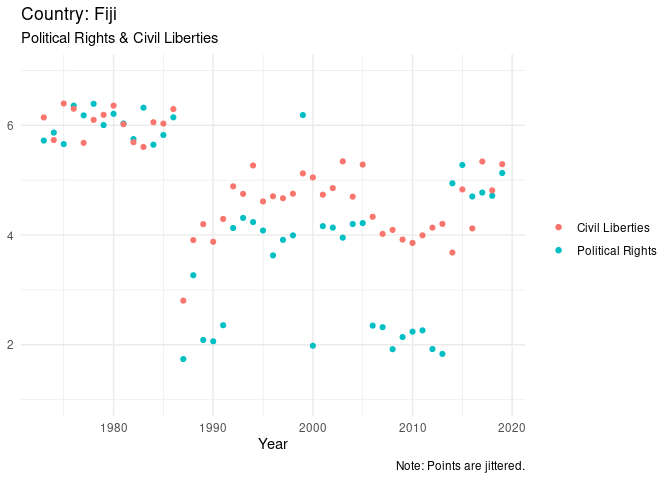 Country: Fiji
Political Rights & Civil Liberties
6
4
2
Civil Liberties
Political Rights
1980 1990 2000 2010 2020
Year
Note: Points are jittered.